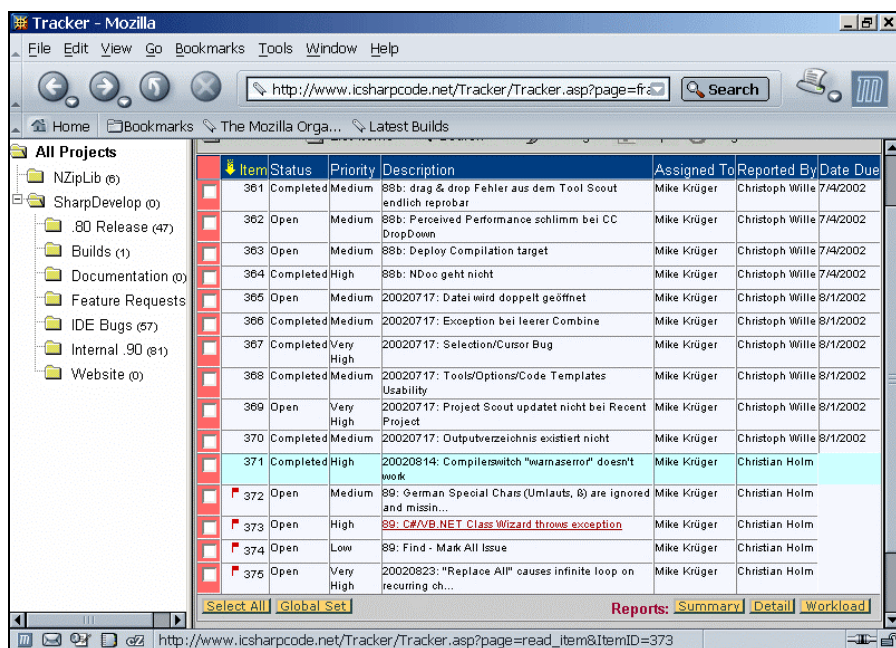 Tracker - Mozilla
File Edit View Go Bookmarks Tools Window Help
http://www.icsharpcode.net/Tracker/Tracker.asp?page=fra
Search
Home Bookmarks The Mozilla Orga... Latest Builds
All Projects
NZipLib (6)
SharpDevelop (0)
.80 Release (47)
Builds (1)
Documentation (0)
Feature Requests
IDE Bugs (57)
Internal .90 (81)
Website (0)
Item Status Priority Description Assigned To Reported By Date Due
361 Completed Medium 88b: drag & drop Fehler aus dem Tool Scout Mike Krüger Christoph Wille 7/4/2002
endlich reprobar
362 Open Medium 88b: Perceived Performance schlimm bei CC Mike Krüger Christoph Wille 7/4/2002
DropDown
363 Open Medium 88b: Deploy Compilation target Mike Krüger Christoph Wille 7/4/2002
364 Completed High 88b: NDoc geht nicht Mike Krüger Christoph Wille 7/4/2002
365 Open Medium 20020717: Datei wird doppelt geöffnet Mike Krüger Christoph Wille 8/1/2002
366 Completed Medium 20020717: Exception bei leerer Combine Mike Krüger Christoph Wille 8/1/2002
367 Completed Very 20020717: Selection/Cursor Bug Mike Krüger Christoph Wille 8/1/2002
High
368 Completed Medium 20020717: Tools/Options/Code Templates Mike Krüger Christoph Wille 8/1/2002
Usability
369 Open Very 20020717: Project Scout updatet nicht bei Recent Mike Krüger Christoph Wille 8/1/2002
High Project
370 Completed Medium 20020717: Outputverzeichnis existiert nicht Mike Krüger Christoph Wille 8/1/2002
371 Completed High 20020814: Compilerswitch "warnaserror" doesn't Mike Krüger Christian Holm
work
372 Open Medium 89: German Special Chars (Umlauts, ß) are ignored Mike Krüger Christian Holm
and missin...
373 Open High 89: C#/VB.NET Class Wizard throws exception Mike Krüger Christian Holm
374 Open Low 89: Find - Mark All Issue Mike Krüger Christian Holm
375 Open Very 20020823: "Replace All" causes infinite loop on Mike Krüger Christian Holm
High recurring ch...
Select All Global Set Reports: Summary Detail Workload
http://www.icsharpcode.net/Tracker/Tracker.asp?page=read_item&ItemID=373